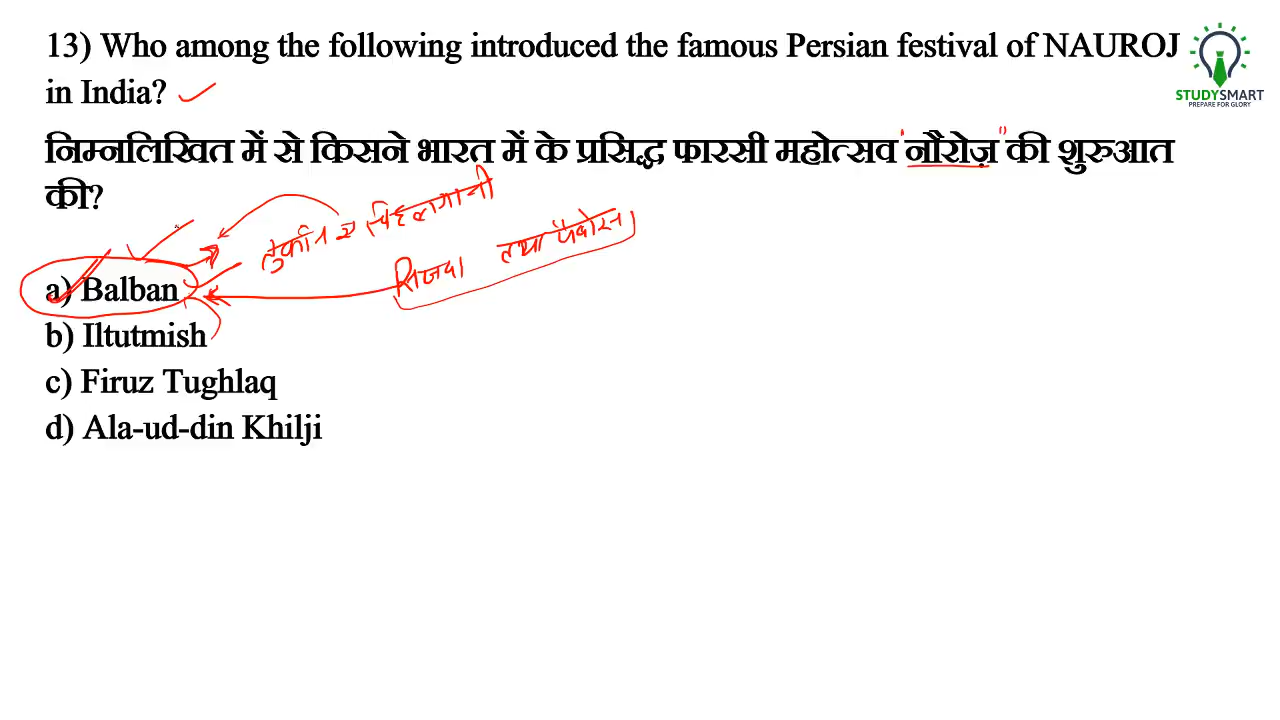 13) Who among the following introduced the famous Persian festival of NAUROJ
in India?
STUDYSMART
PREPARE FOR GLORY
निम्नलिखित में से किसने भारत में के प्रसिद्ध फारसी महोत्सव 'नौरोज़" की शुरुआत
की?
तुर्कान ए चिहलगानी
सिजदा तथा पैबोस
a) Balban
b) Iltutmish
c) Firuz Tughlaq
d) Ala-ud-din Khilji